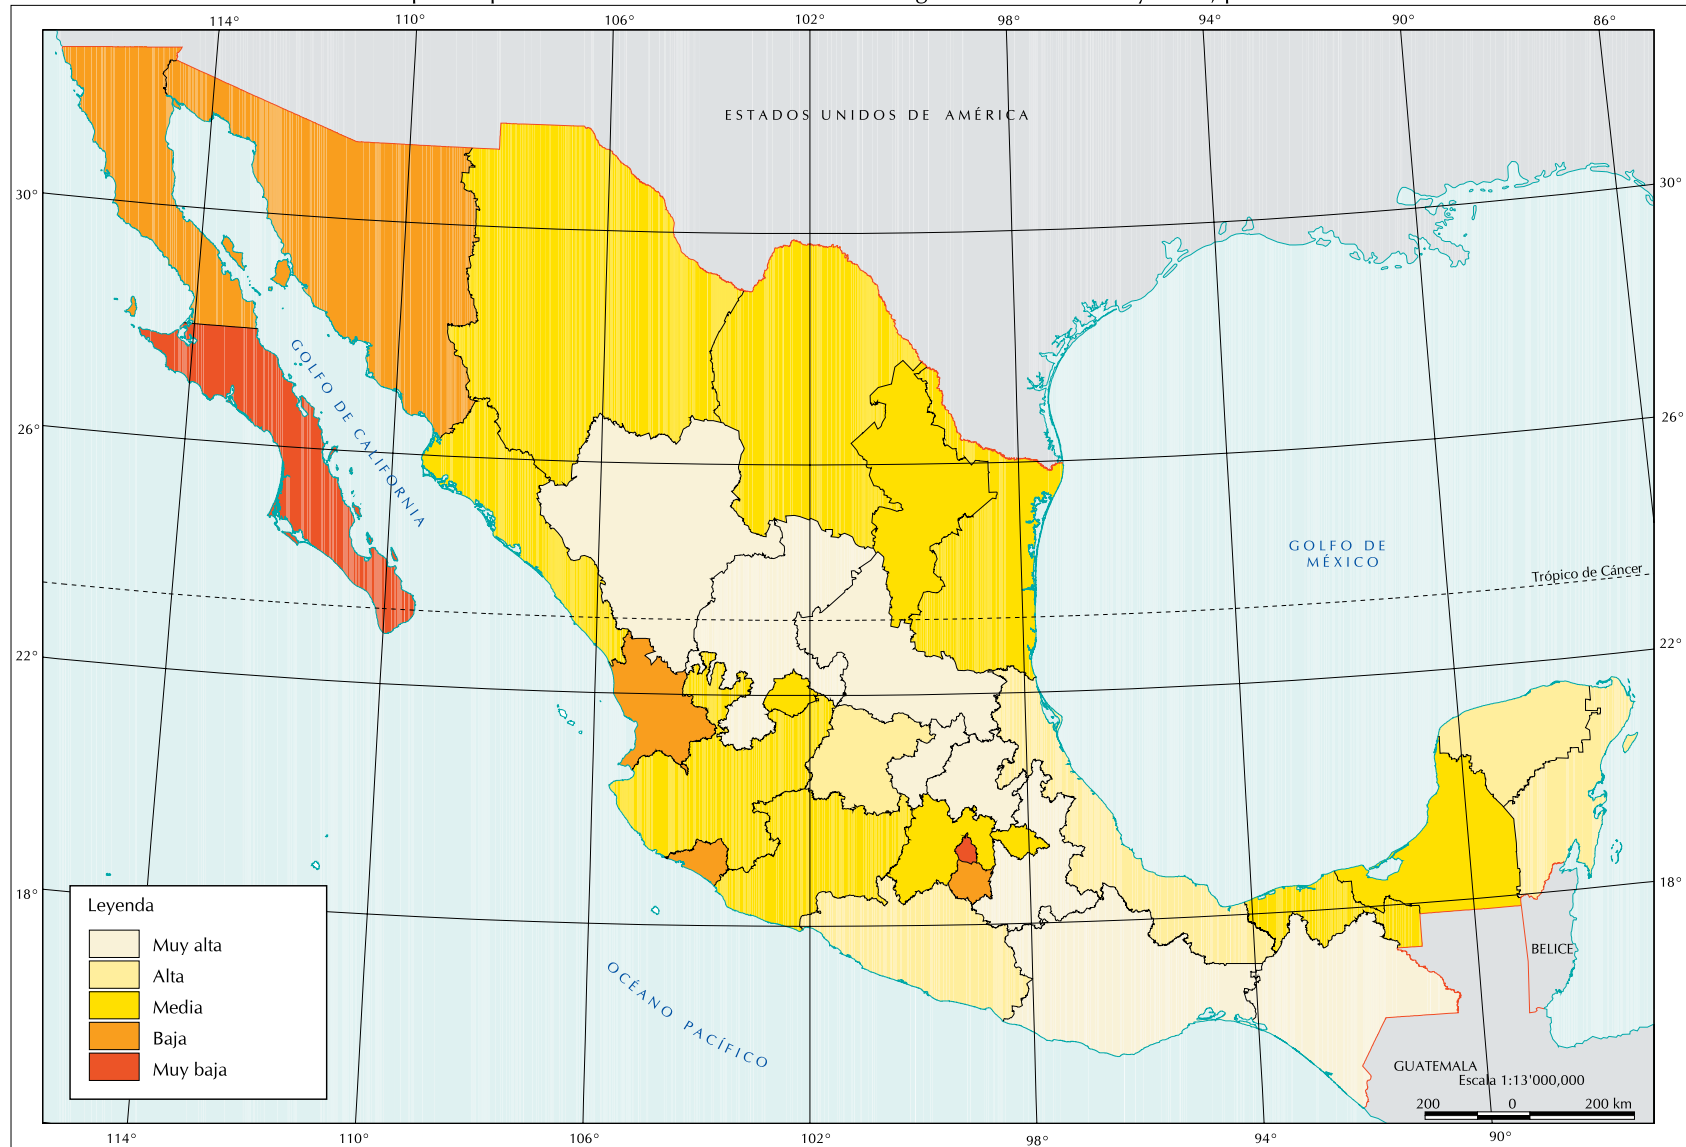 114° 110° 106° 102° 98° 94° 90° 86°
ESTADOS UNIDOS DE AMÉRICA
30° 30°
GOLFO DE CALIFORNIA
26° 26°
GOLFO DE
MÉXICO
Trópico de Cáncer
22° 22°
18° 18°
Leyenda
Muy alta
Alta
Media
Baja
Muy baja
OCÉANO PACÍFICO
BELICE
GUATEMALA
Escala 1:13'000,000
200 0 200 km
114° 110° 106° 102° 98° 94° 90°